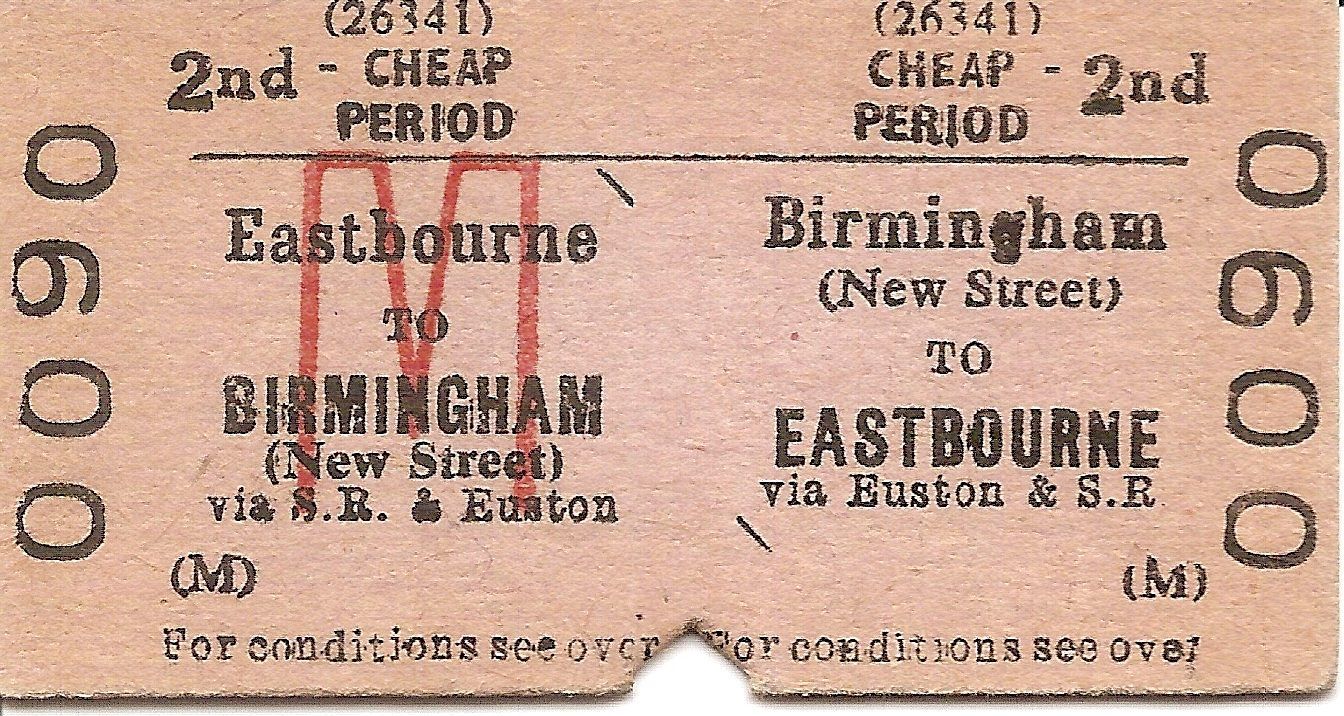 (26341)
2nd - CHEAP
PERIOD
Eastbourne
TO
BIRMINGHAM
(New Street)
via S.R. & Euston
(M)
For conditions see over
M
0090
(26341)
CHEAP - 2nd
PERIOD
Birmingham
(New Street)
TO
EASTBOURNE
via Euston & S.R
(M)
For conditions see over
0090